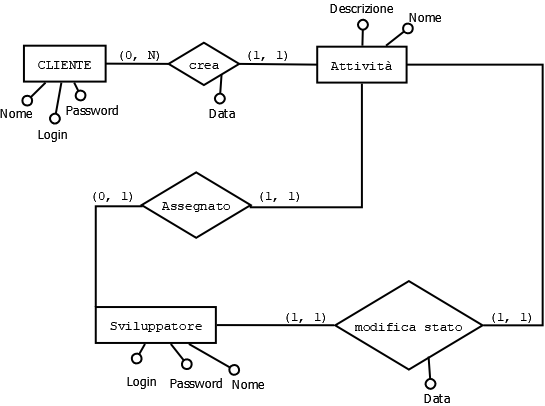 Descrizione
Nome
(0, N)
(1, 1)
CLIENTE
crea
Attività
Nome
Password
Login
Data
(0, 1)
(1, 1)
Assegnato
(1, 1)
(1, 1)
Sviluppatore
modifica stato
Login
Password
Nome
Data